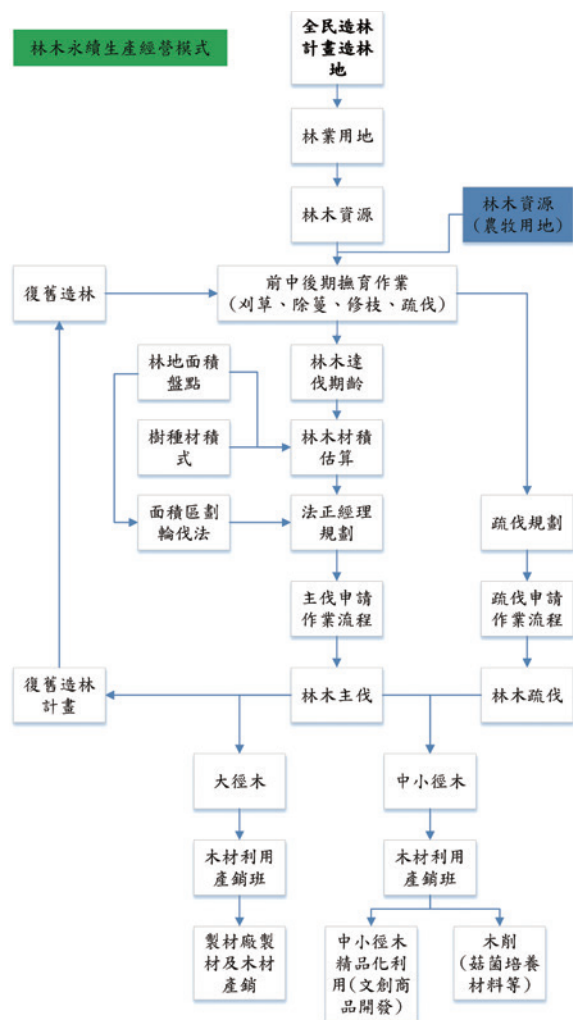 林木永續生產經營模式
全民造林
計畫造林
地
林業用地
林木資源
林木資源
(農牧用地)
復舊造林
前中後期撫育作業
(刈草、除蔓、修枝、疏伐)
林地面積
盤點
林木達
伐期齡
樹種材積
式
林木材積
估算
面積區劃
輪伐法
法正經理
規劃
疏伐規劃
主伐申請
作業流程
疏伐申請
作業流程
復舊造林
計畫
林木主伐
林木疏伐
大徑木
中小徑木
木材利用
產銷班
木材利用
產銷班
製材廠製
材及木材
產銷
中小徑木
精品化利
用(文創商
品開發)
木削
(菇菌培養
材料等)